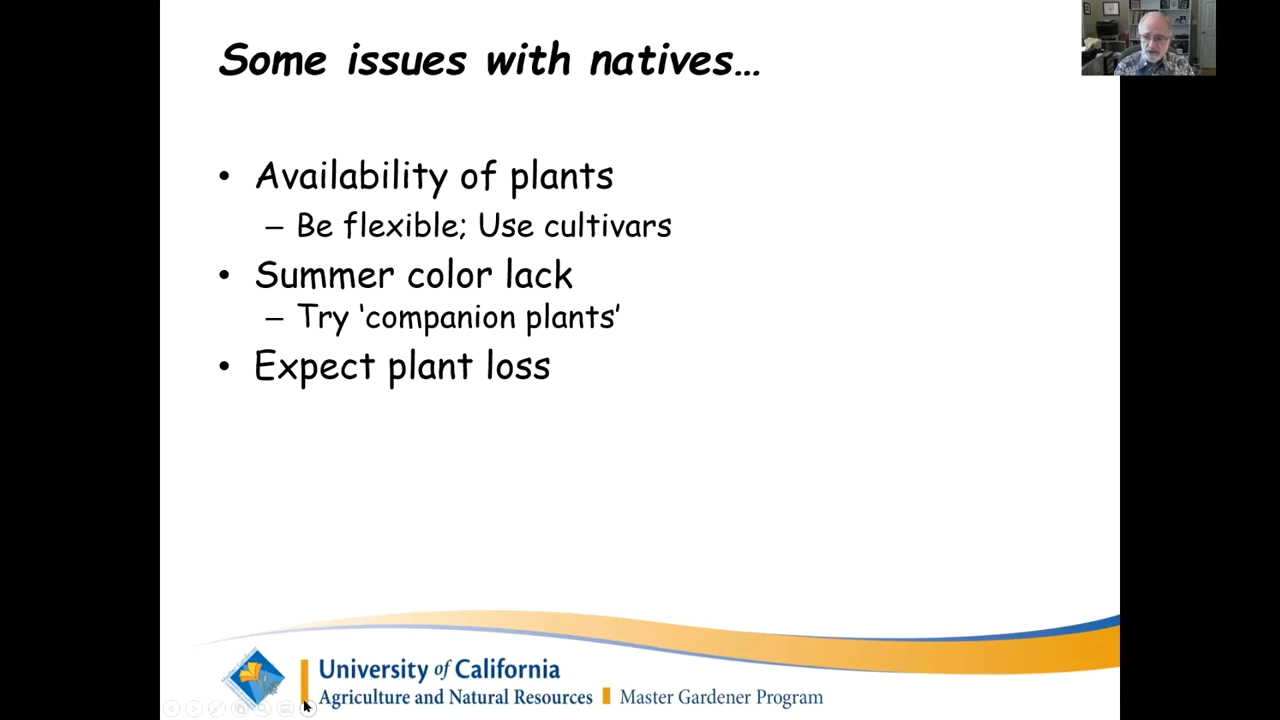 Some issues with natives…
• Availability of plants
– Be flexible; Use cultivars
• Summer color lack
– Try ‘companion plants’
• Expect plant loss
University of California
Agriculture and Natural Resources ▮ Master Gardener Program